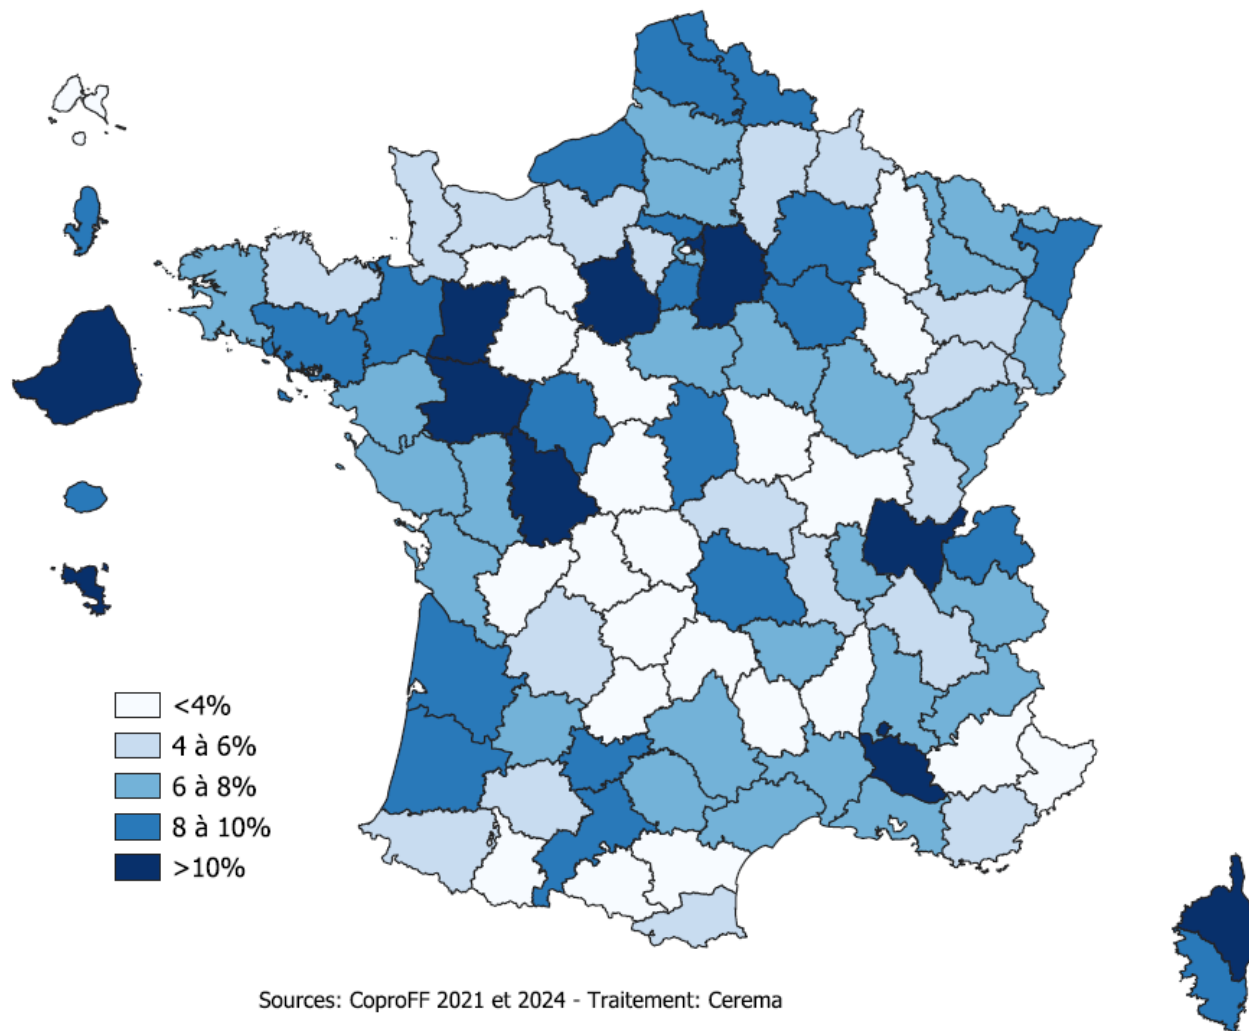 <4%
4 à 6%
6 à 8%
8 à 10%
>10%
Sources: CoproFF 2021 et 2024 - Traitement: Cerema